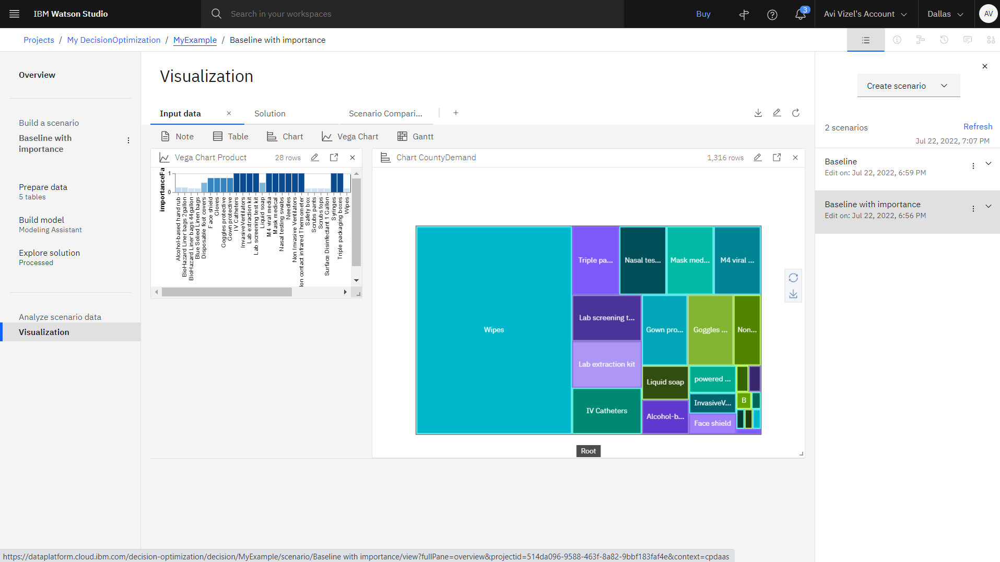 IBM Watson Studio
Search in your workspaces
Buy
3
Avi Vizel's Account
Dallas
AV
Projects / My DecisionOptimization / MyExample / Baseline with importance
Overview
Build a scenario
Baseline with
importance
Prepare data
5 tables
Build model
Modeling Assistant
Explore solution
Processed
Analyze scenario data
Visualization
Visualization
Input data
Solution
Scenario Compari...
Note
Table
Chart
Vega Chart
Gantt
Vega Chart Product
28 rows
importanceFa
1
0
Alcohol-based hand rub
BioHazard Liner bags 2gallon
BioHazard Liner bags 44gallon
Blue Solied Linen bags
Disposable foot covers
Face shield
Gloves
Goggles protective
Gown protective
IV Catheters
InvasiveVentilators
Lab extraction kit
Lab screening test kit
Liquid soap
M4 viral media
Mask medical
Nasal testing swabs
Needles
Non Invasive Ventilators
on contact infrared Thermometer
Safety box
Scrubs pants
Scrubs tops
Surface Disinfectant 1 Gallon
Syringes
Triple packaging boxes
Wipes
Chart CountyDemand
1,316 rows
Wipes
Triple pa...
Nasal tes...
Mask med...
M4 viral ...
Lab screening t...
Gown pro...
Goggles ...
Non...
Lab extraction kit
Liquid soap
powered ...
InvasiveV...
B
IV Catheters
Alcohol-b...
Face shield
Root
Create scenario
2 scenarios
Refresh
Jul 22, 2022, 7:07 PM
Baseline
Edit on: Jul 22, 2022, 6:59 PM
Baseline with importance
Edit on: Jul 22, 2022, 6:56 PM
https://dataplatform.cloud.ibm.com/decision-optimization/decision/MyExample/scenario/Baseline with importance/view?fullPane=overview&projectid=514da096-9588-463f-8a82-9bbf183faf4e&context=cpdaas